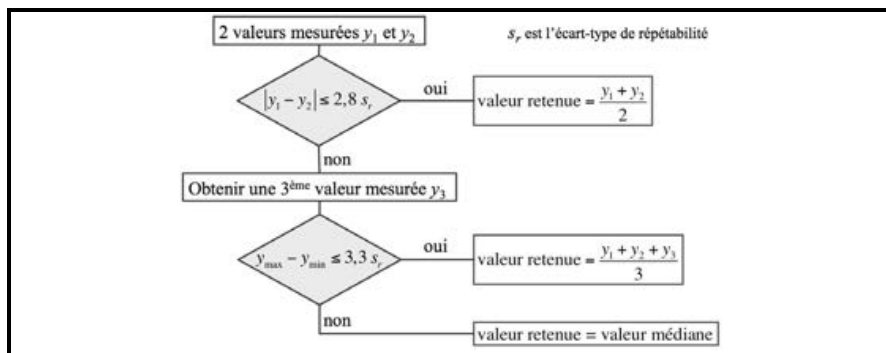 2 valeurs mesurées y₁ et y₂
sᵣ est l'écart-type de répétabilité
|y₁ − y₂| ≤ 2,8 sᵣ
oui
valeur retenue = (y₁ + y₂)/2
non
Obtenir une 3ème valeur mesurée y₃
y_max − y_min ≤ 3,3 sᵣ
oui
valeur retenue = (y₁ + y₂ + y₃)/3
non
valeur retenue = valeur médiane